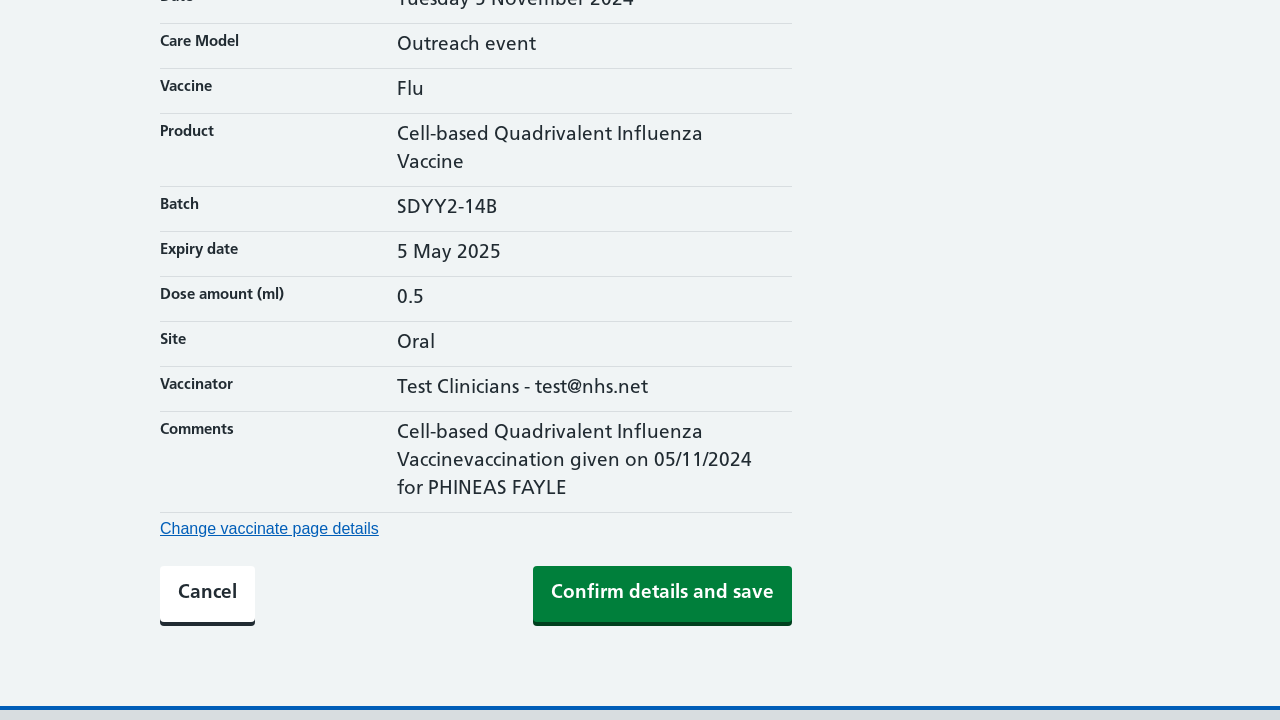 Tuesday 5 November 2024
Care Model Outreach event
Vaccine Flu
Product Cell-based Quadrivalent Influenza
Vaccine
Batch SDYY2-14B
Expiry date 5 May 2025
Dose amount (ml) 0.5
Site Oral
Vaccinator Test Clinicians - test@nhs.net
Comments Cell-based Quadrivalent Influenza
Vaccinevaccination given on 05/11/2024
for PHINEAS FAYLE
Change vaccinate page details
Cancel Confirm details and save